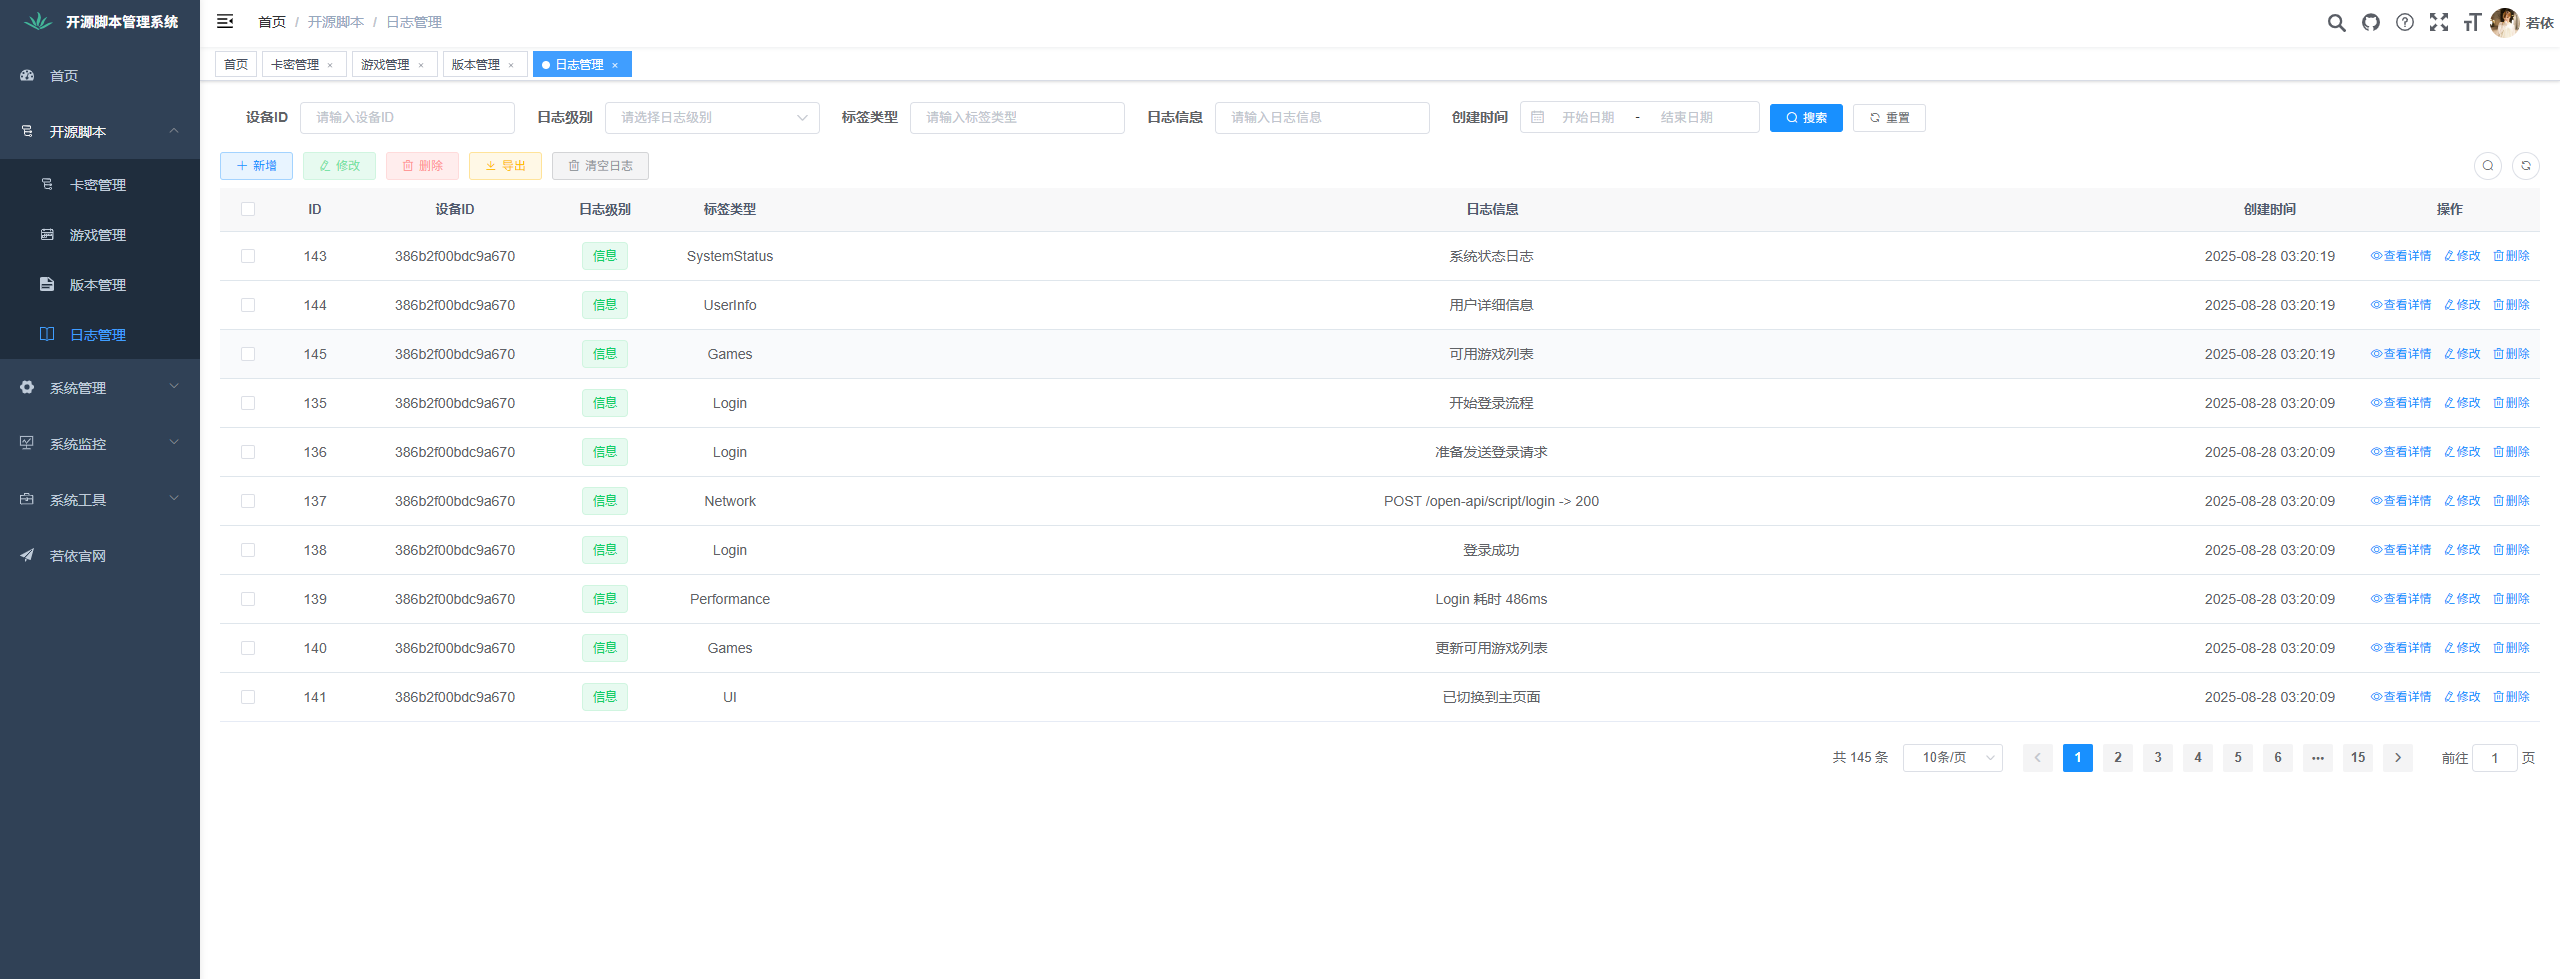 开源脚本管理系统
首页 / 开源脚本 / 日志管理
若依
首页
开源脚本
卡密管理
游戏管理
版本管理
日志管理
系统管理
系统监控
系统工具
若依官网
首页 卡密管理 × 游戏管理 × 版本管理 × 日志管理 ×
设备ID 请输入设备ID 日志级别 请选择日志级别 标签类型 请输入标签类型 日志信息 请输入日志信息 创建时间 开始日期 - 结束日期 搜索 重置
新增 修改 删除 导出 清空日志
ID 设备ID 日志级别 标签类型 日志信息 创建时间 操作
143 386b2f00bdc9a670 信息 SystemStatus 系统状态日志 2025-08-28 03:20:19 查看详情 修改 删除
144 386b2f00bdc9a670 信息 UserInfo 用户详细信息 2025-08-28 03:20:19 查看详情 修改 删除
145 386b2f00bdc9a670 信息 Games 可用游戏列表 2025-08-28 03:20:19 查看详情 修改 删除
135 386b2f00bdc9a670 信息 Login 开始登录流程 2025-08-28 03:20:09 查看详情 修改 删除
136 386b2f00bdc9a670 信息 Login 准备发送登录请求 2025-08-28 03:20:09 查看详情 修改 删除
137 386b2f00bdc9a670 信息 Network POST /open-api/script/login -> 200 2025-08-28 03:20:09 查看详情 修改 删除
138 386b2f00bdc9a670 信息 Login 登录成功 2025-08-28 03:20:09 查看详情 修改 删除
139 386b2f00bdc9a670 信息 Performance Login 耗时 486ms 2025-08-28 03:20:09 查看详情 修改 删除
140 386b2f00bdc9a670 信息 Games 更新可用游戏列表 2025-08-28 03:20:09 查看详情 修改 删除
141 386b2f00bdc9a670 信息 UI 已切换到主页面 2025-08-28 03:20:09 查看详情 修改 删除
共 145 条 10条/页 1 2 3 4 5 6 ••• 15 前往 1 页